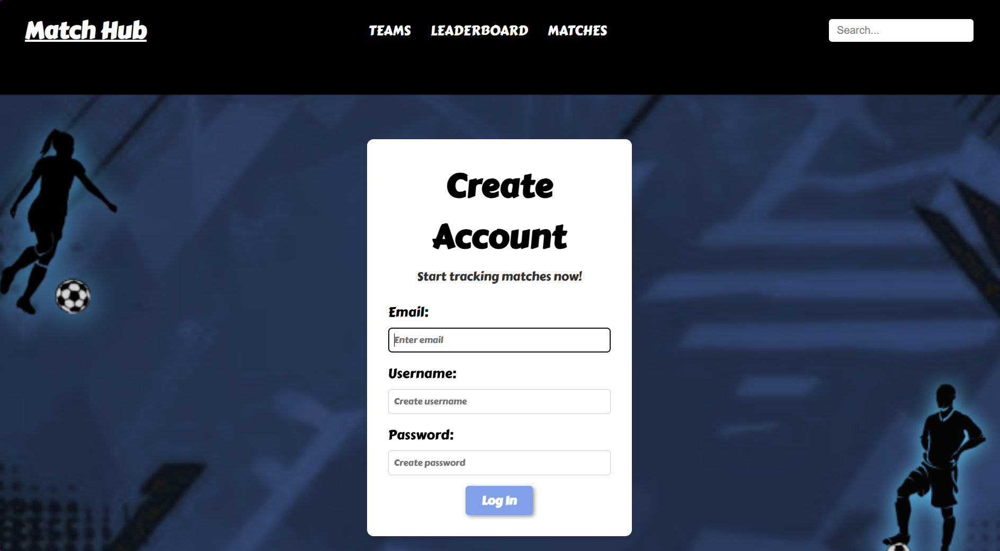 Match Hub
TEAMS LEADERBOARD MATCHES
Search...
Create
Account
Start tracking matches now!
Email:
Enter email
Username:
Create username
Password:
Create password
Log In